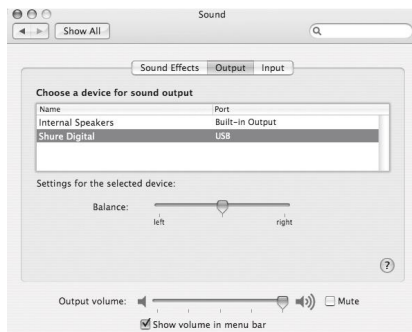 Sound
Show All
Sound Effects Output Input
Choose a device for sound output
Name Port
Internal Speakers Built-in Output
Shure Digital USB
Settings for the selected device:
Balance:
left right
?
Output volume: Mute
Show volume in menu bar